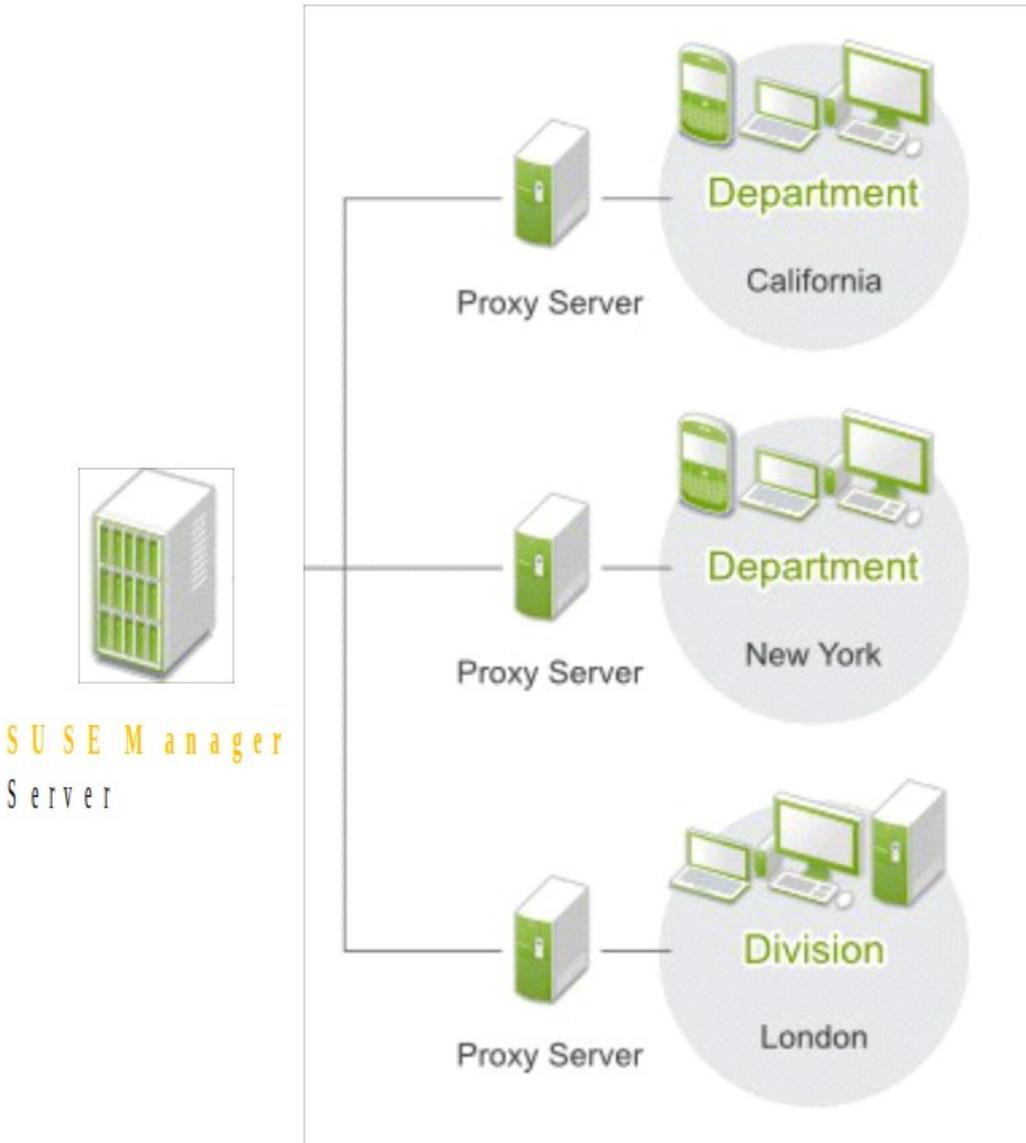 Department
California
Proxy Server
Department
New York
Proxy Server
SUSE Manager
Server
Division
London
Proxy Server